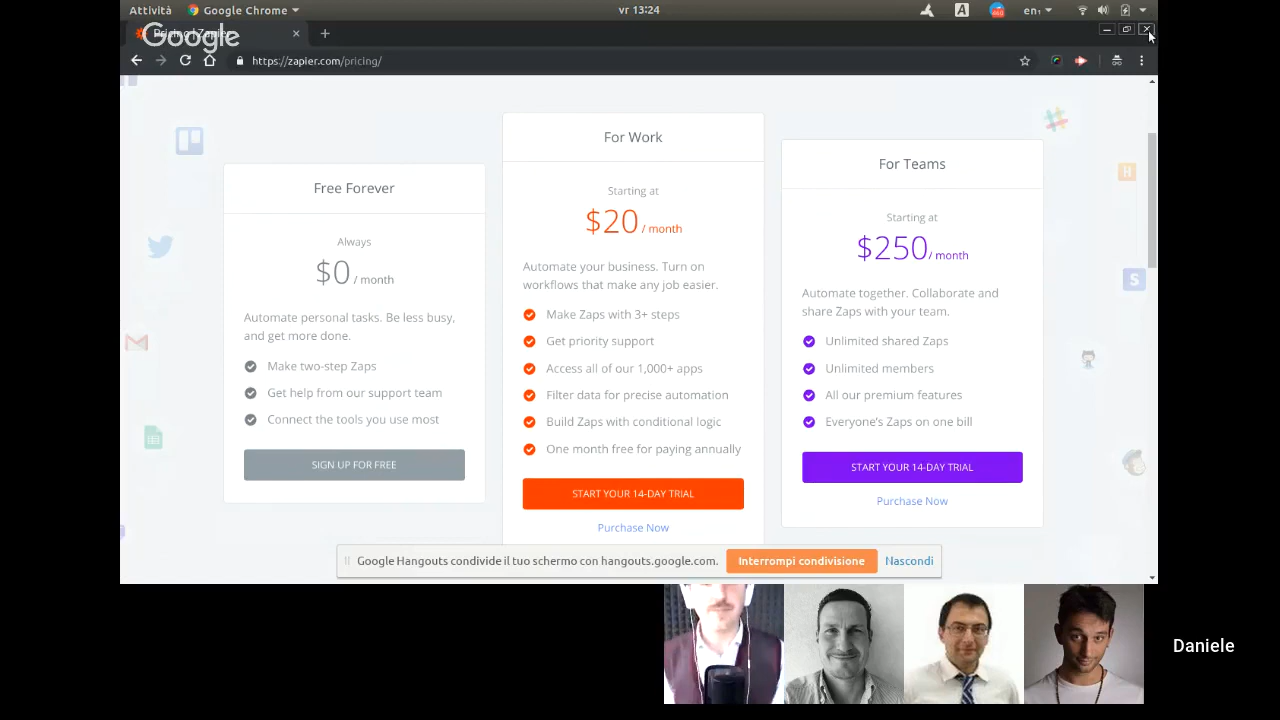 Attività
Google Chrome
vr 13:24
A
en₁
Google
https://zapier.com/pricing/
Free Forever
Always
$0 / month
Automate personal tasks. Be less busy,
and get more done.
Make two-step Zaps
Get help from our support team
Connect the tools you use most
SIGN UP FOR FREE
For Work
Starting at
$20 / month
Automate your business. Turn on
workflows that make any job easier.
Make Zaps with 3+ steps
Get priority support
Access all of our 1,000+ apps
Filter data for precise automation
Build Zaps with conditional logic
One month free for paying annually
START YOUR 14-DAY TRIAL
Purchase Now
For Teams
Starting at
$250 / month
Automate together. Collaborate and
share Zaps with your team.
Unlimited shared Zaps
Unlimited members
All our premium features
Everyone's Zaps on one bill
START YOUR 14-DAY TRIAL
Purchase Now
S
Google Hangouts condivide il tuo schermo con hangouts.google.com.
Interrompi condivisione
Nascondi
Daniele